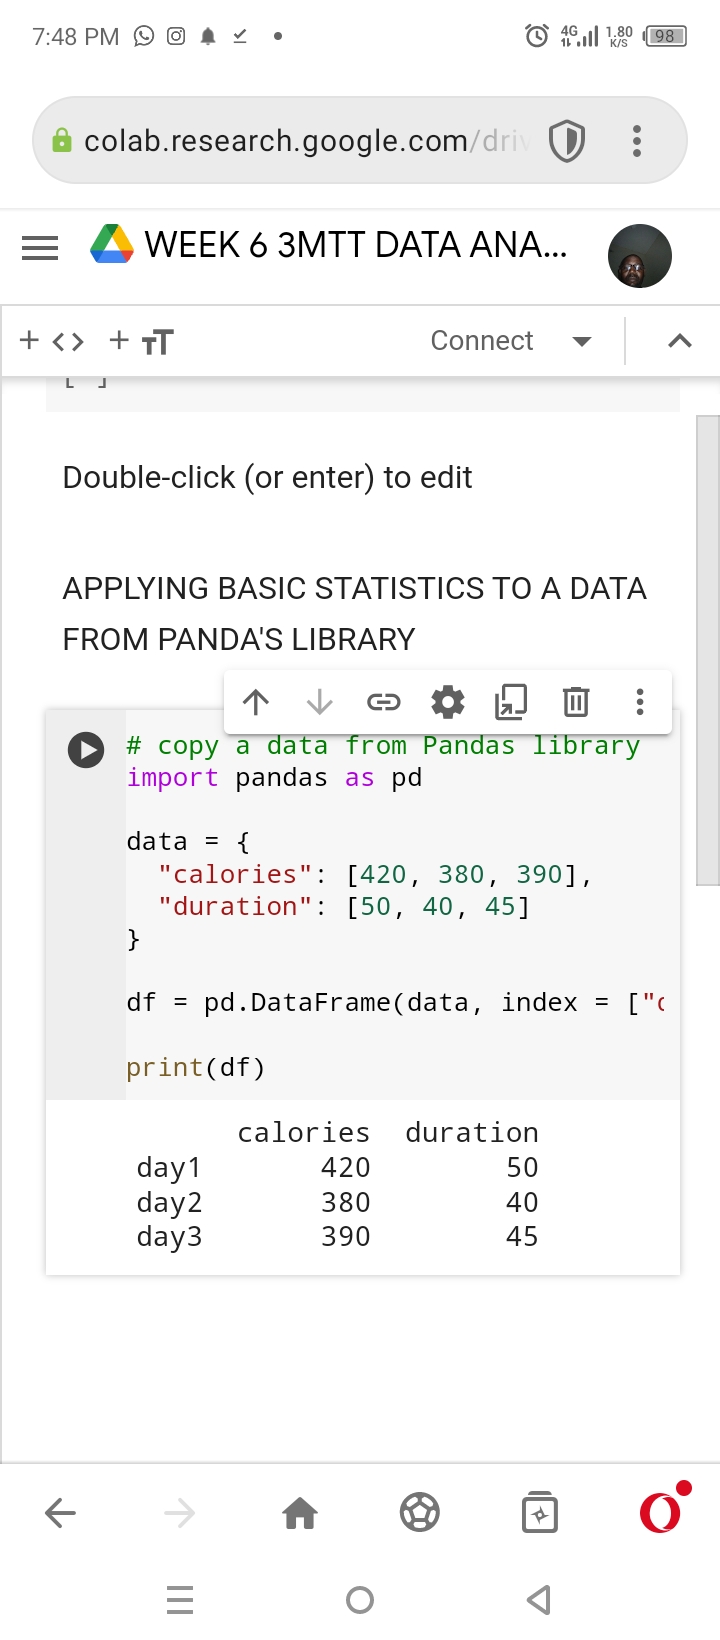 7:48 PM
4G
1.80
K/S
98
colab.research.google.com/driv
WEEK 6 3MTT DATA ANA...
+ <> + TT
Connect
[ ]
Double-click (or enter) to edit
APPLYING BASIC STATISTICS TO A DATA
FROM PANDA'S LIBRARY
# copy a data from Pandas library
import pandas as pd
data = {
"calories": [420, 380, 390],
"duration": [50, 40, 45]
}
df = pd.DataFrame(data, index = ["d
print(df)
calories duration
day1 420 50
day2 380 40
day3 390 45